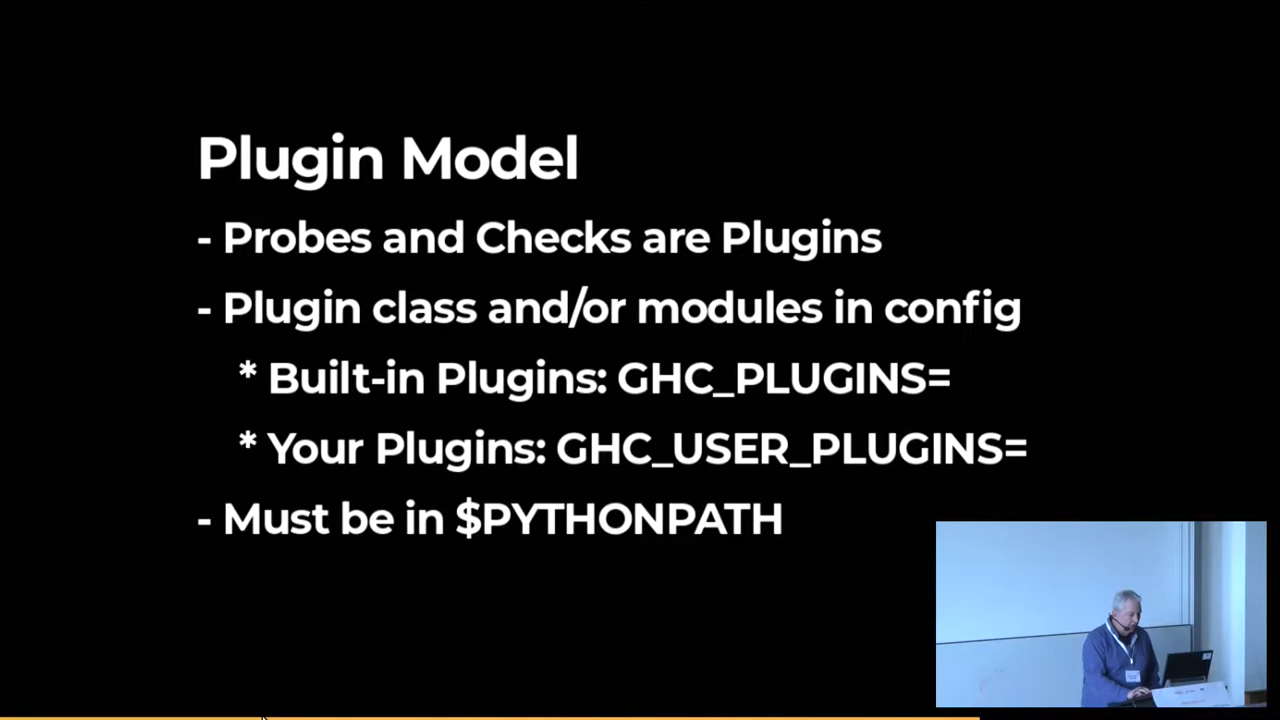 Plugin Model
- Probes and Checks are Plugins
- Plugin class and/or modules in config
* Built-in Plugins: GHC_PLUGINS=
* Your Plugins: GHC_USER_PLUGINS=
- Must be in $PYTHONPATH